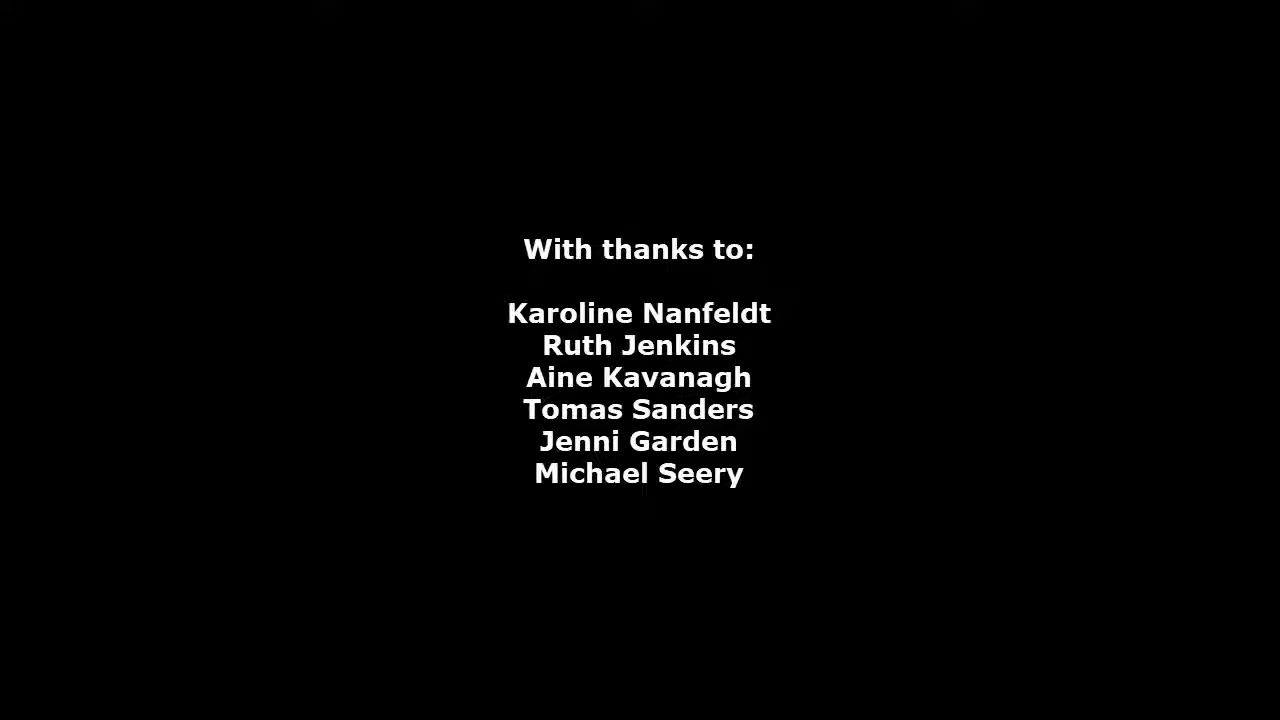 With thanks to:
Karoline Nanfeldt
Ruth Jenkins
Aine Kavanagh
Tomas Sanders
Jenni Garden
Michael Seery